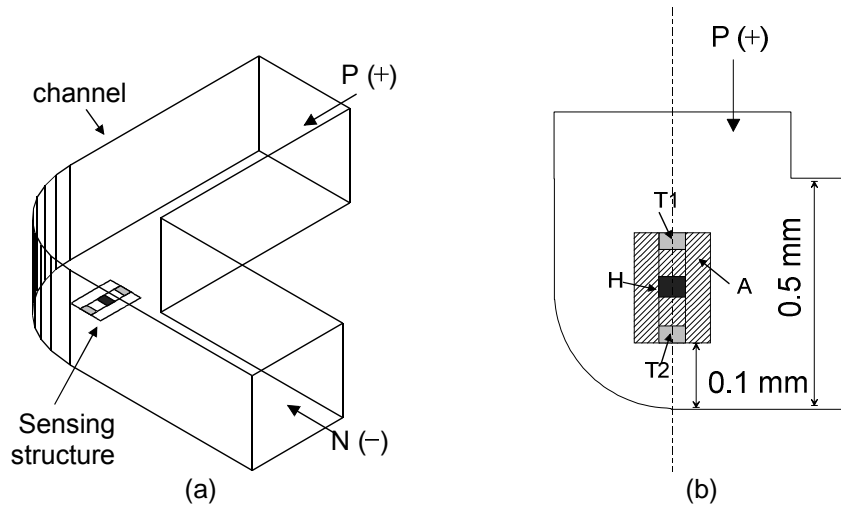 channel
P (+)
Sensing
structure
N (−)
(a)
P (+)
T1
H
A
T2
0.5 mm
0.1 mm
(b)